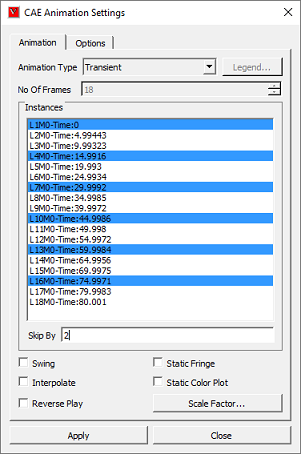 CAE Animation Settings
Animation Options
Animation Type Transient Legend...
No Of Frames 18
Instances
L1M0-Time:0
L2M0-Time:4.99443
L3M0-Time:9.99323
L4M0-Time:14.9916
L5M0-Time:19.993
L6M0-Time:24.9934
L7M0-Time:29.9992
L8M0-Time:34.9985
L9M0-Time:39.9972
L10M0-Time:44.9986
L11M0-Time:49.998
L12M0-Time:54.9972
L13M0-Time:59.9984
L14M0-Time:64.9956
L15M0-Time:69.9975
L16M0-Time:74.9971
L17M0-Time:79.9983
L18M0-Time:80.001
Skip By 2
Swing Static Fringe
Interpolate Static Color Plot
Reverse Play Scale Factor...
Apply Close